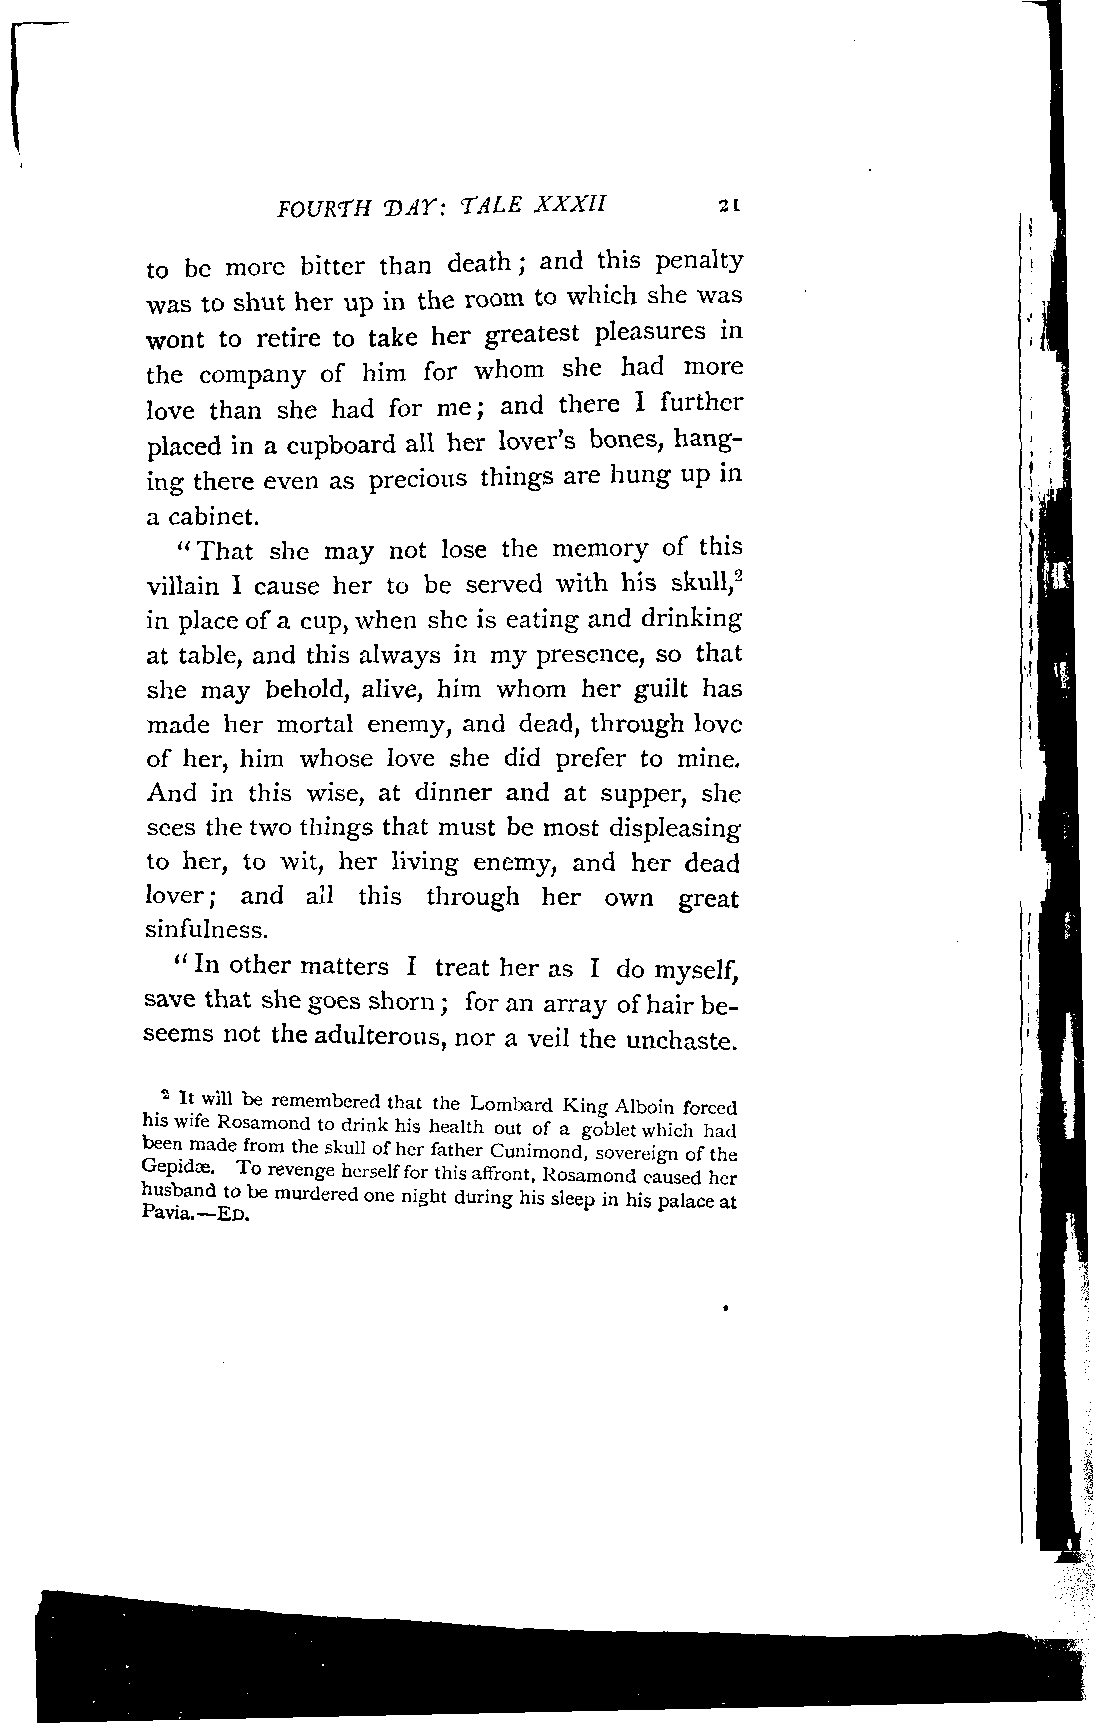 FOURTH DAY: TALE XXXII 21
to be more bitter than death; and this penalty
was to shut her up in the room to which she was
wont to retire to take her greatest pleasures in
the company of him for whom she had more
love than she had for me; and there I further
placed in a cupboard all her lover's bones, hang-
ing there even as precious things are hung up in
a cabinet.
"That she may not lose the memory of this
villain I cause her to be served with his skull,²
in place of a cup, when she is eating and drinking
at table, and this always in my presence, so that
she may behold, alive, him whom her guilt has
made her mortal enemy, and dead, through love
of her, him whose love she did prefer to mine.
And in this wise, at dinner and at supper, she
sees the two things that must be most displeasing
to her, to wit, her living enemy, and her dead
lover; and all this through her own great
sinfulness.
"In other matters I treat her as I do myself,
save that she goes shorn; for an array of hair be-
seems not the adulterous, nor a veil the unchaste.
² It will be remembered that the Lombard King Alboin forced
his wife Rosamond to drink his health out of a goblet which had
been made from the skull of her father Cunimond, sovereign of the
Gepidæ. To revenge herself for this affront, Rosamond caused her
husband to be murdered one night during his sleep in his palace at
Pavia.—ED.